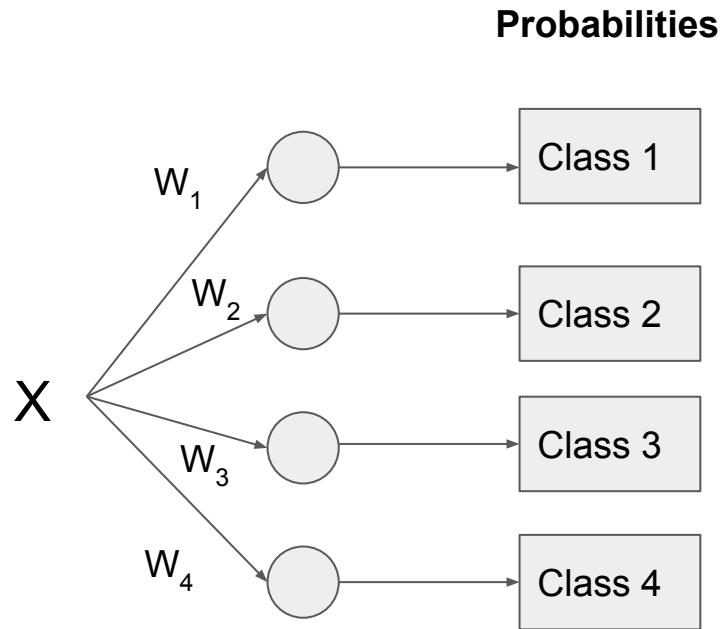 Probabilities
Class 1
W₁
W₂
Class 2
X
W₃
Class 3
W₄
Class 4